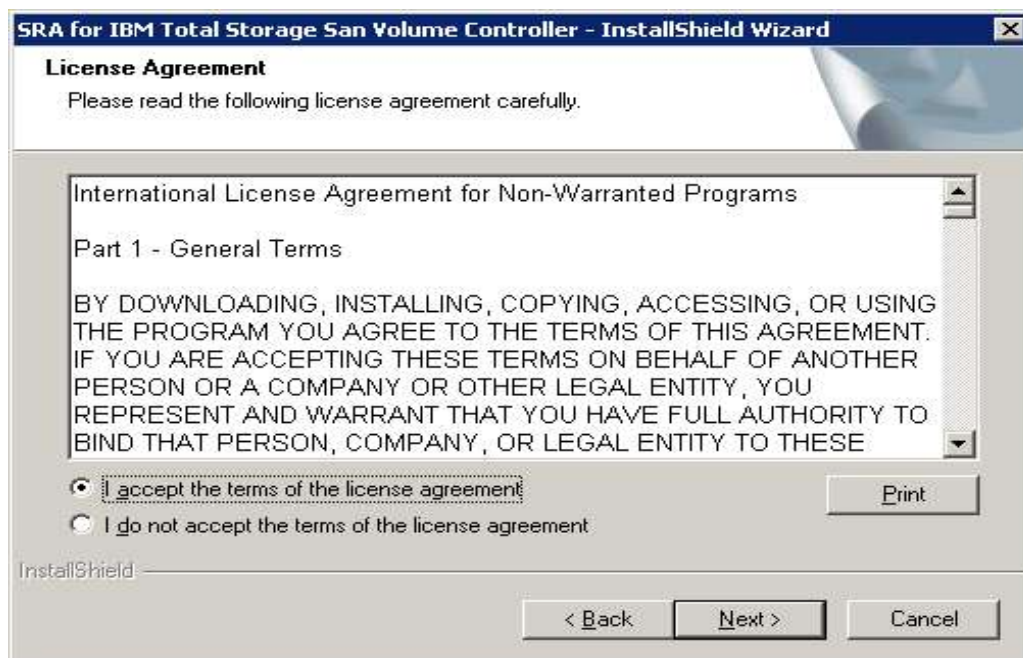 SRA for IBM Total Storage San Volume Controller - InstallShield Wizard
License Agreement
Please read the following license agreement carefully.
International License Agreement for Non-Warranted Programs
Part 1 - General Terms
BY DOWNLOADING, INSTALLING, COPYING, ACCESSING, OR USING
THE PROGRAM YOU AGREE TO THE TERMS OF THIS AGREEMENT.
IF YOU ARE ACCEPTING THESE TERMS ON BEHALF OF ANOTHER
PERSON OR A COMPANY OR OTHER LEGAL ENTITY, YOU
REPRESENT AND WARRANT THAT YOU HAVE FULL AUTHORITY TO
BIND THAT PERSON, COMPANY, OR LEGAL ENTITY TO THESE
I accept the terms of the license agreement
Print
I do not accept the terms of the license agreement
InstallShield
< Back
Next >
Cancel